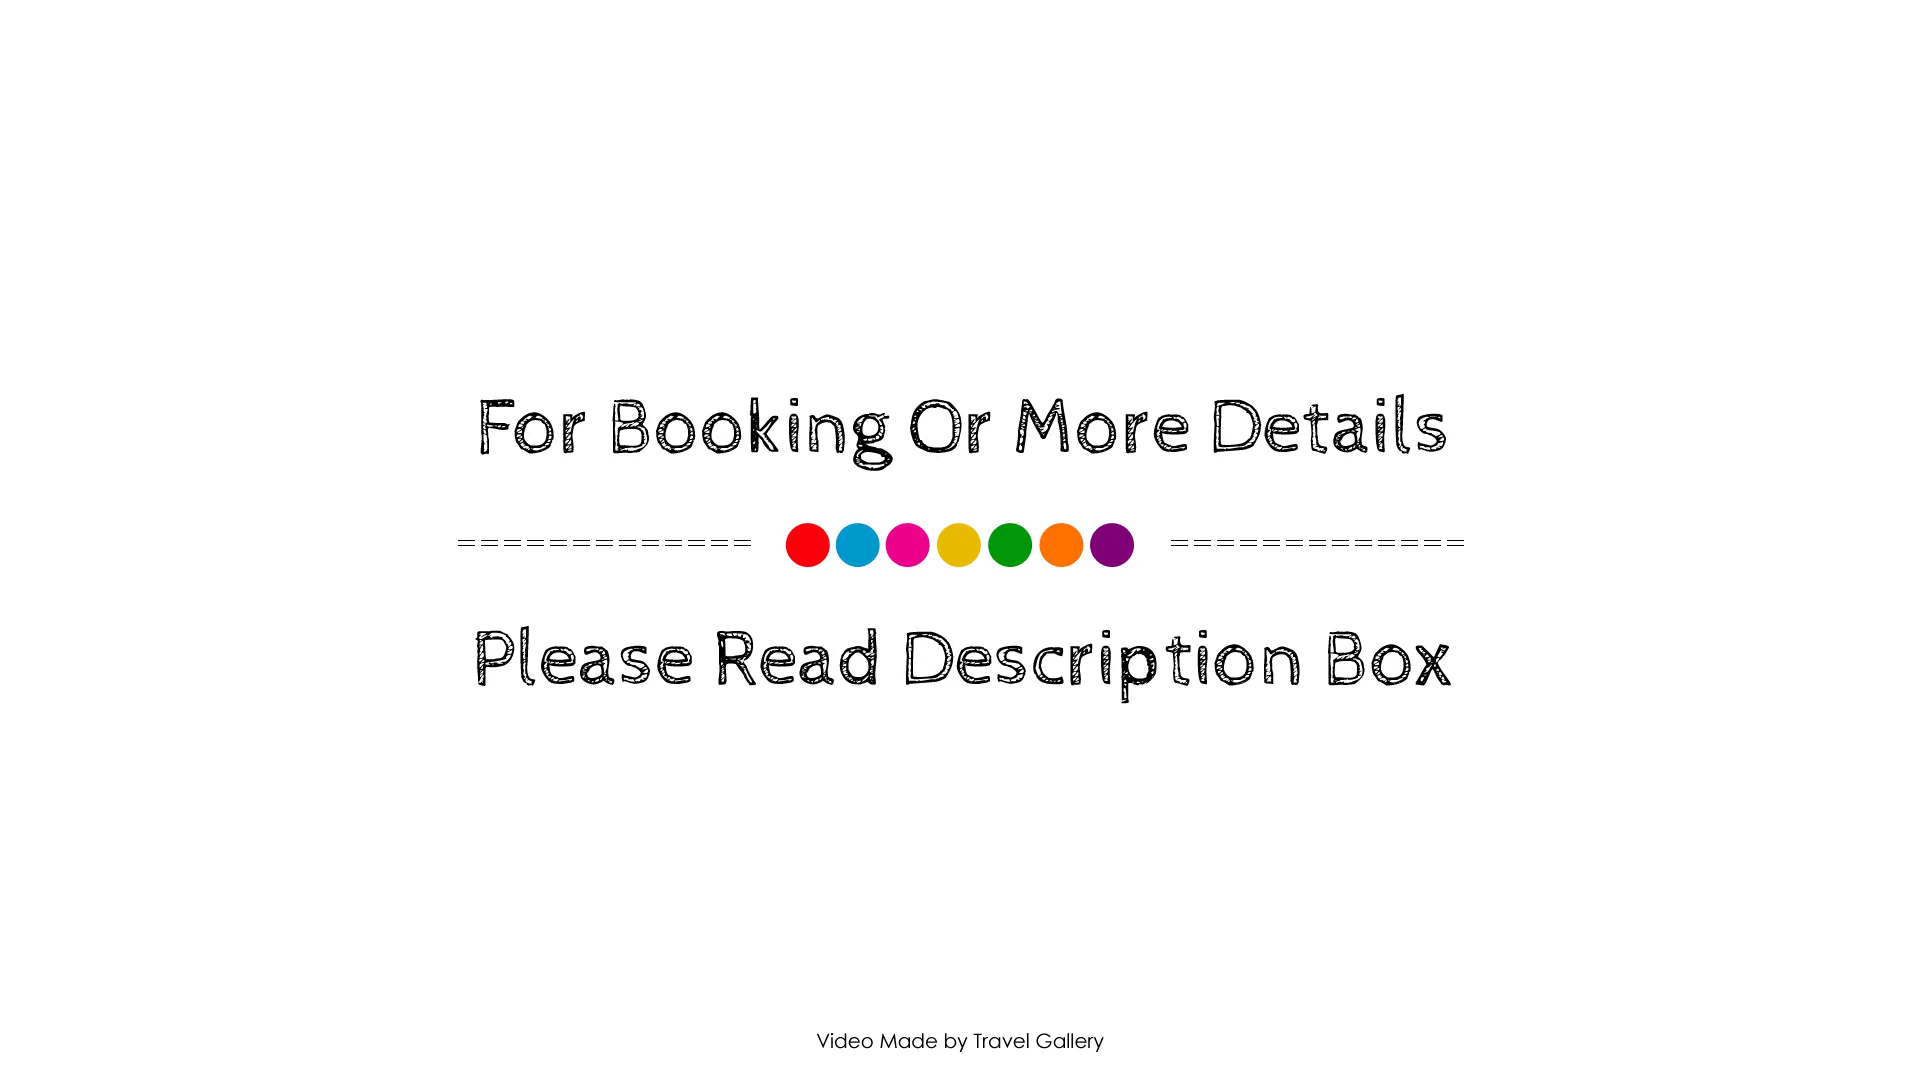 For Booking Or More Details
============= =============
Please Read Description Box
Video Made by Travel Gallery